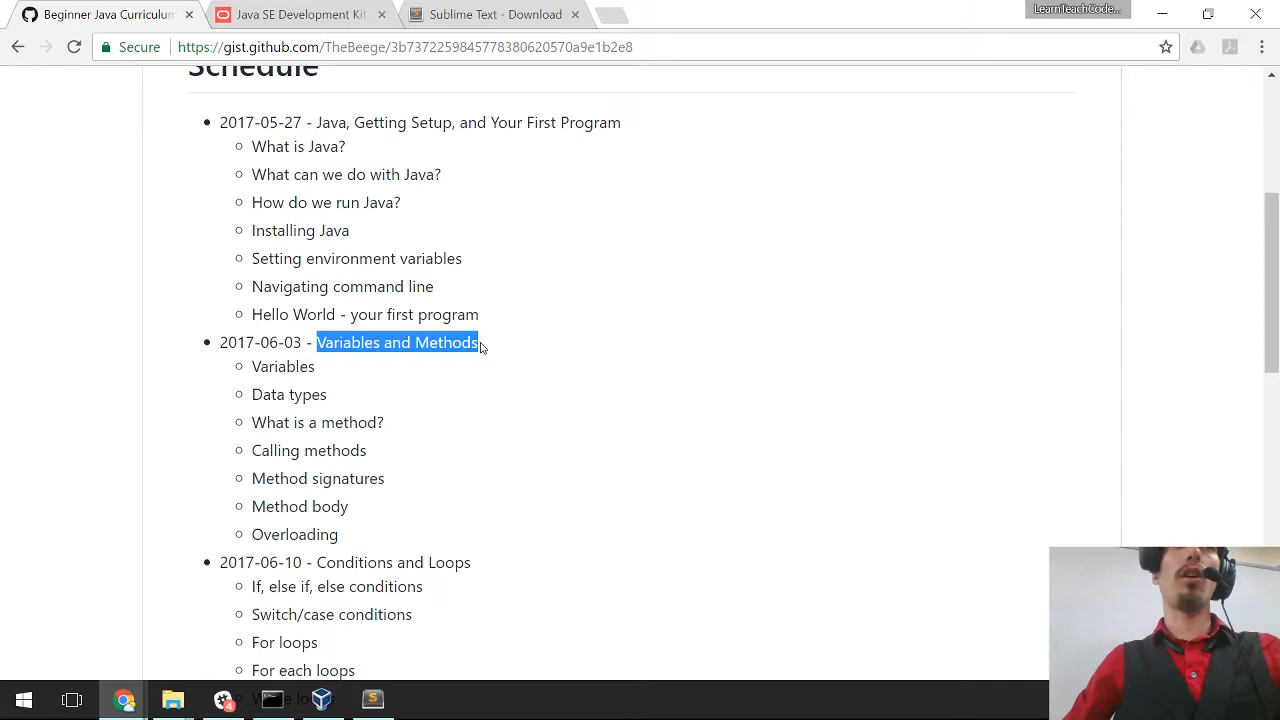 Beginner Java Curriculum
Java SE Development Kit
Sublime Text - Download
LearnTeachCode...
Secure
https://gist.github.com/TheBeege/3b7372259845778380620570a9e1b2e8
Schedule
2017-05-27 - Java, Getting Setup, and Your First Program
What is Java?
What can we do with Java?
How do we run Java?
Installing Java
Setting environment variables
Navigating command line
Hello World - your first program
2017-06-03 - Variables and Methods
Variables
Data types
What is a method?
Calling methods
Method signatures
Method body
Overloading
2017-06-10 - Conditions and Loops
If, else if, else conditions
Switch/case conditions
For loops
For each loops
4